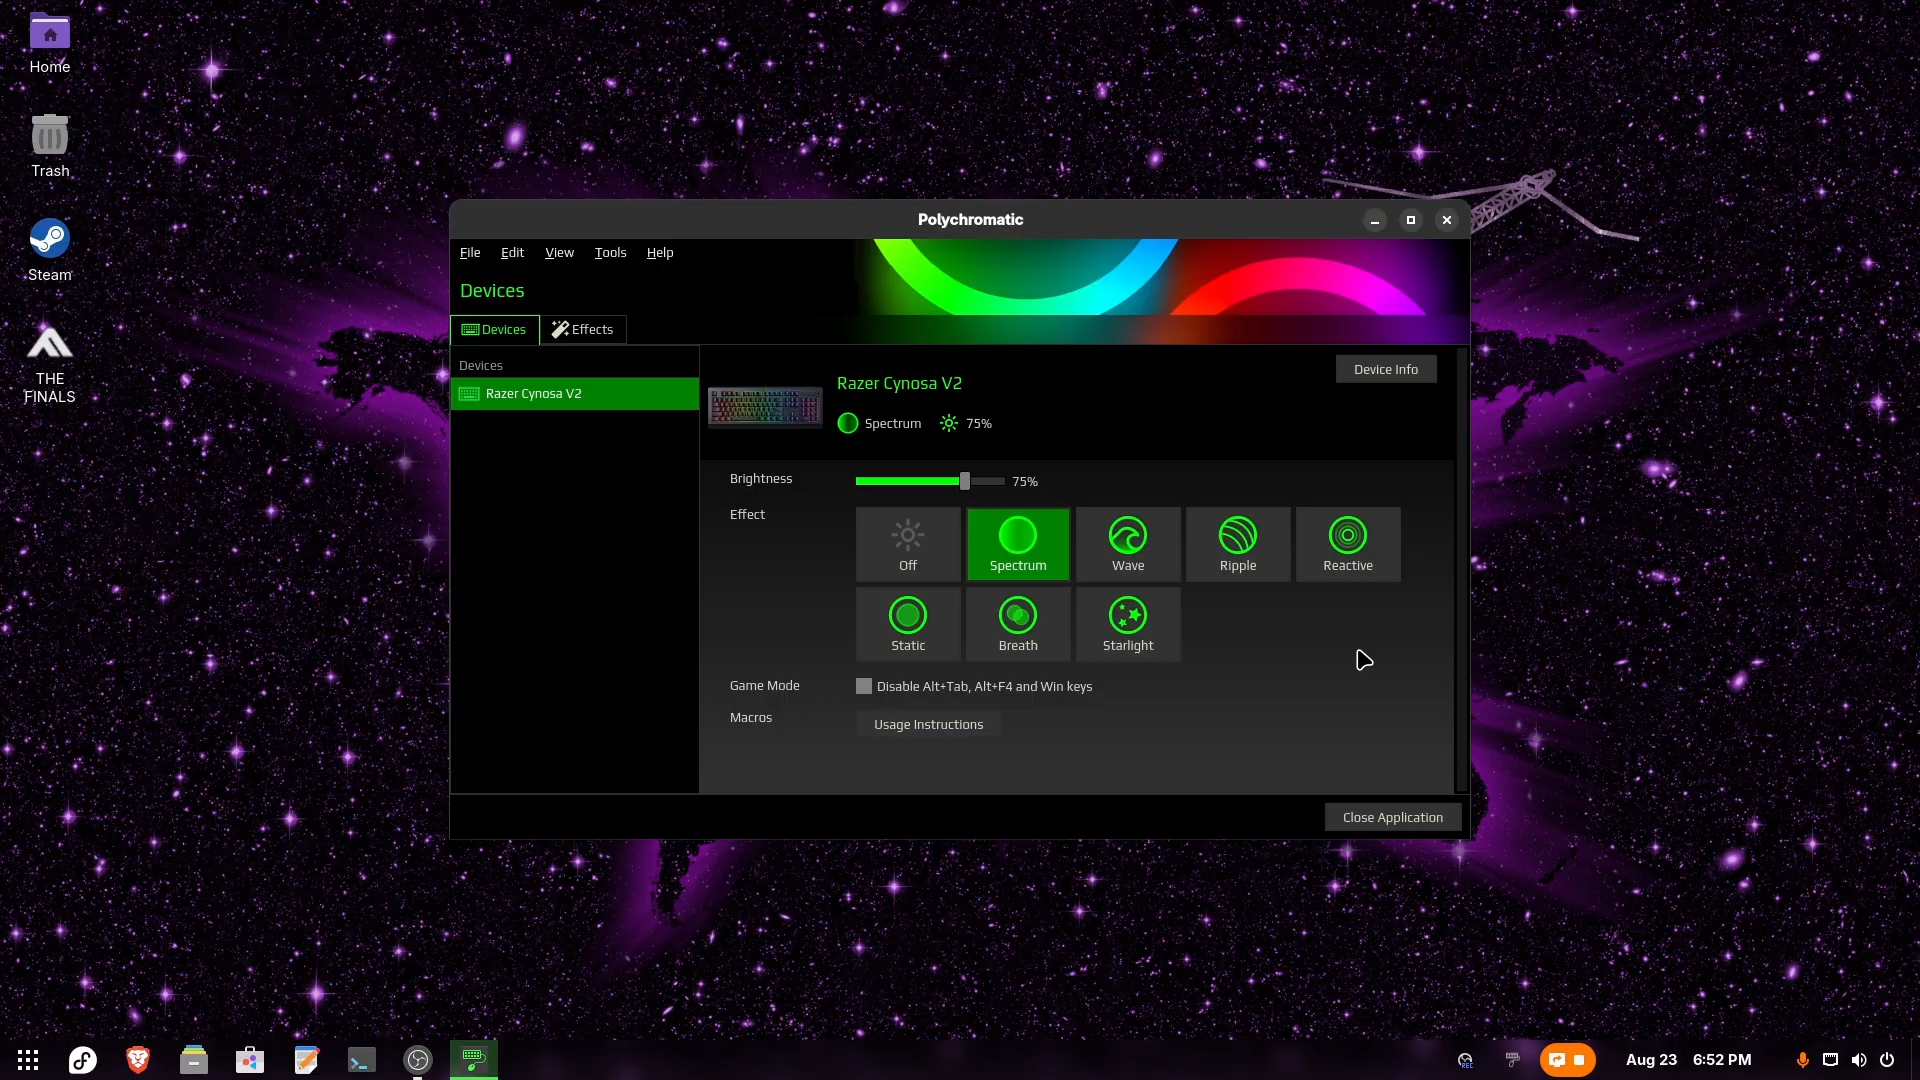 Home
Trash
Steam
THE
FINALS
Polychromatic
File Edit View Tools Help
Devices
Devices Effects
Devices
Razer Cynosa V2
Device Info
Razer Cynosa V2
Spectrum 75%
Brightness 75%
Effect
Off Spectrum Wave Ripple Reactive
Static Breath Starlight
Game Mode Disable Alt+Tab, Alt+F4 and Win keys
Macros Usage Instructions
Close Application
REC
Aug 23 6:52 PM